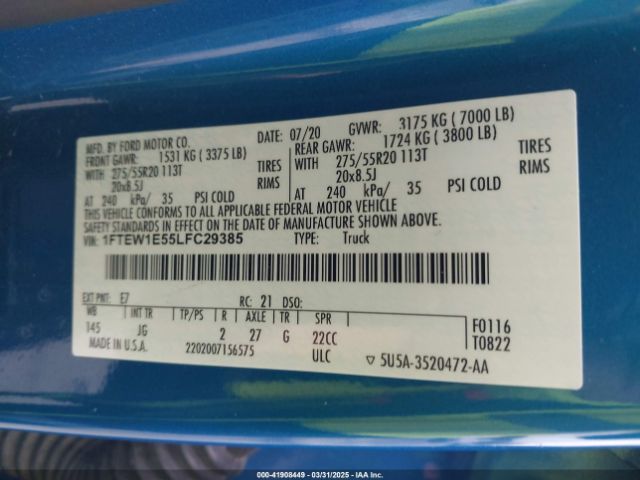 MFD. BY FORD MOTOR CO.
DATE: 07/20 GVWR: 3175 KG ( 7000 LB)
FRONT GAWR: 1531 KG ( 3375 LB) REAR GAWR: 1724 KG ( 3800 LB)
WITH 275/55R20 113T TIRES WITH 275/55R20 113T TIRES
20x8.5J RIMS 20x8.5J RIMS
AT 240 kPa/ 35 PSI COLD AT 240 kPa/ 35 PSI COLD
THIS VEHICLE CONFORMS TO ALL APPLICABLE FEDERAL MOTOR VEHICLE
SAFETY STANDARDS IN EFFECT ON THE DATE OF MANUFACTURE SHOWN ABOVE.
VIN: 1FTEW1E55LFC29385 TYPE: Truck
EXT PNT: E7 RC: 21 DSO:
WB INT TR TP/PS R AXLE TR SPR
145 JG 2 27 G 22CC F0116
MADE IN U.S.A. 2202007156575 ULC T0822
▽ 5U5A-3520472-AA
000-41908449 - 03/31/2025 - IAA Inc.